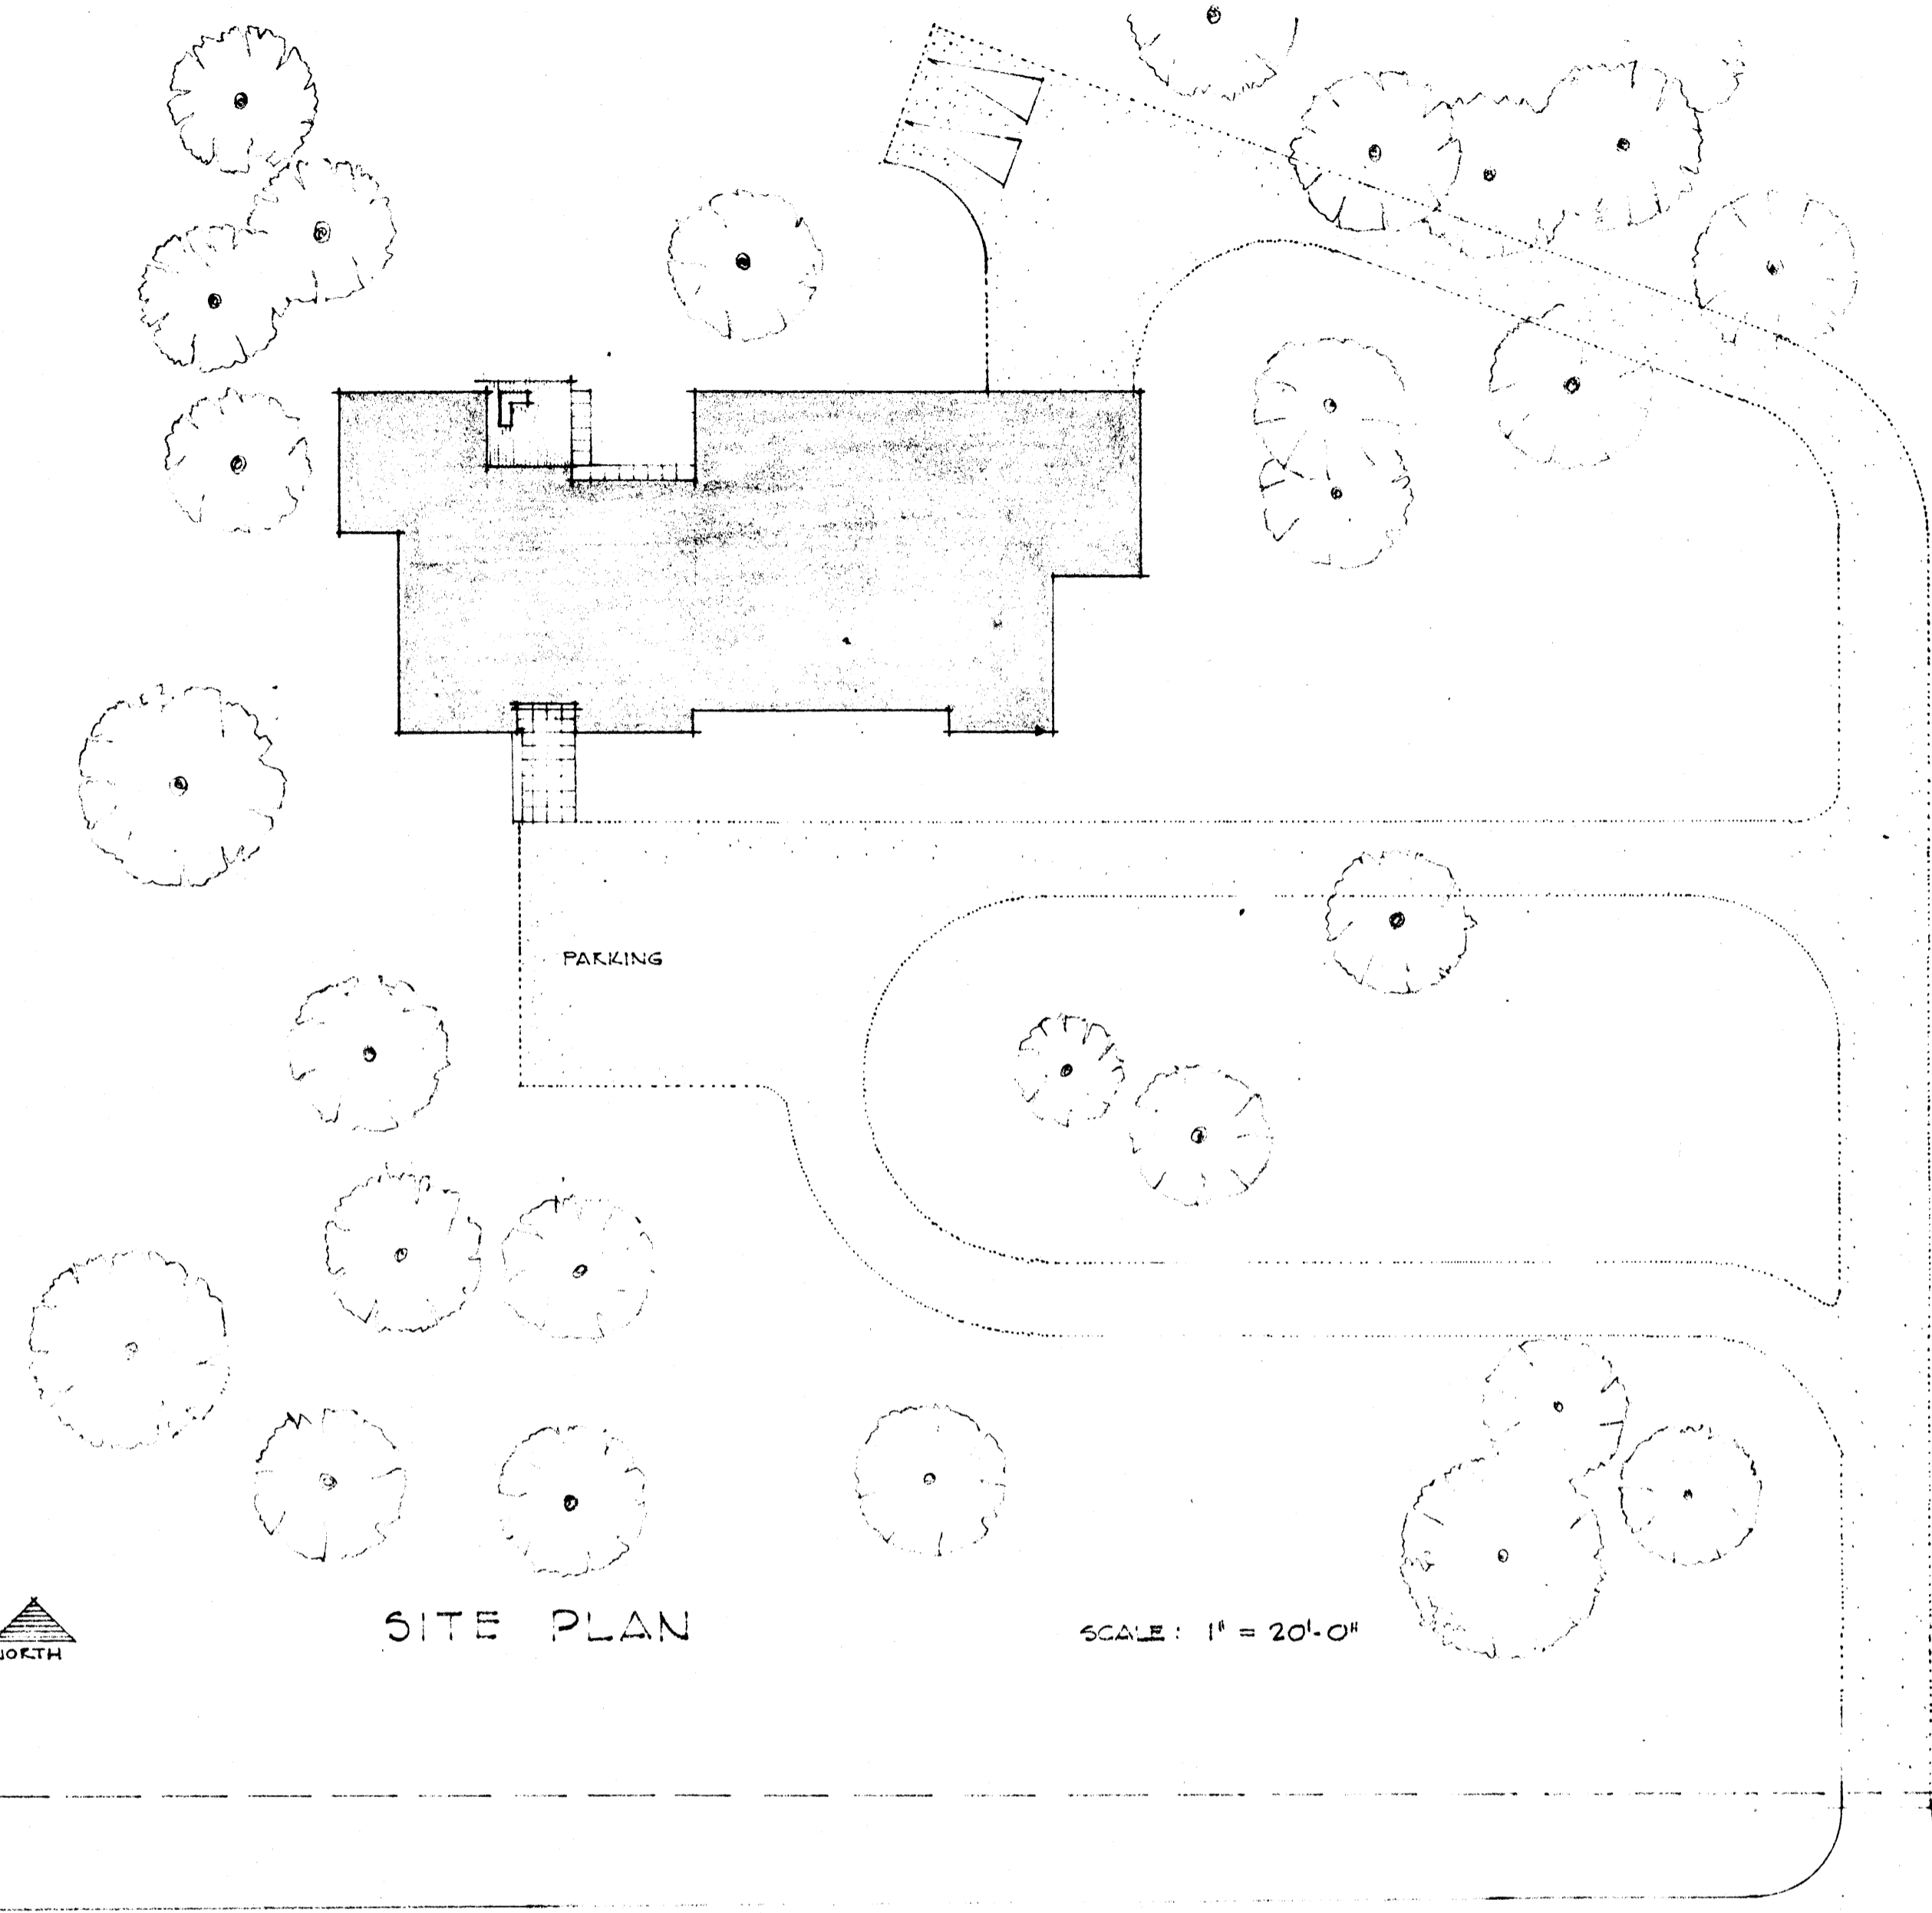 PARKING
SITE PLAN
SCALE: 1" = 20'-0"
NORTH